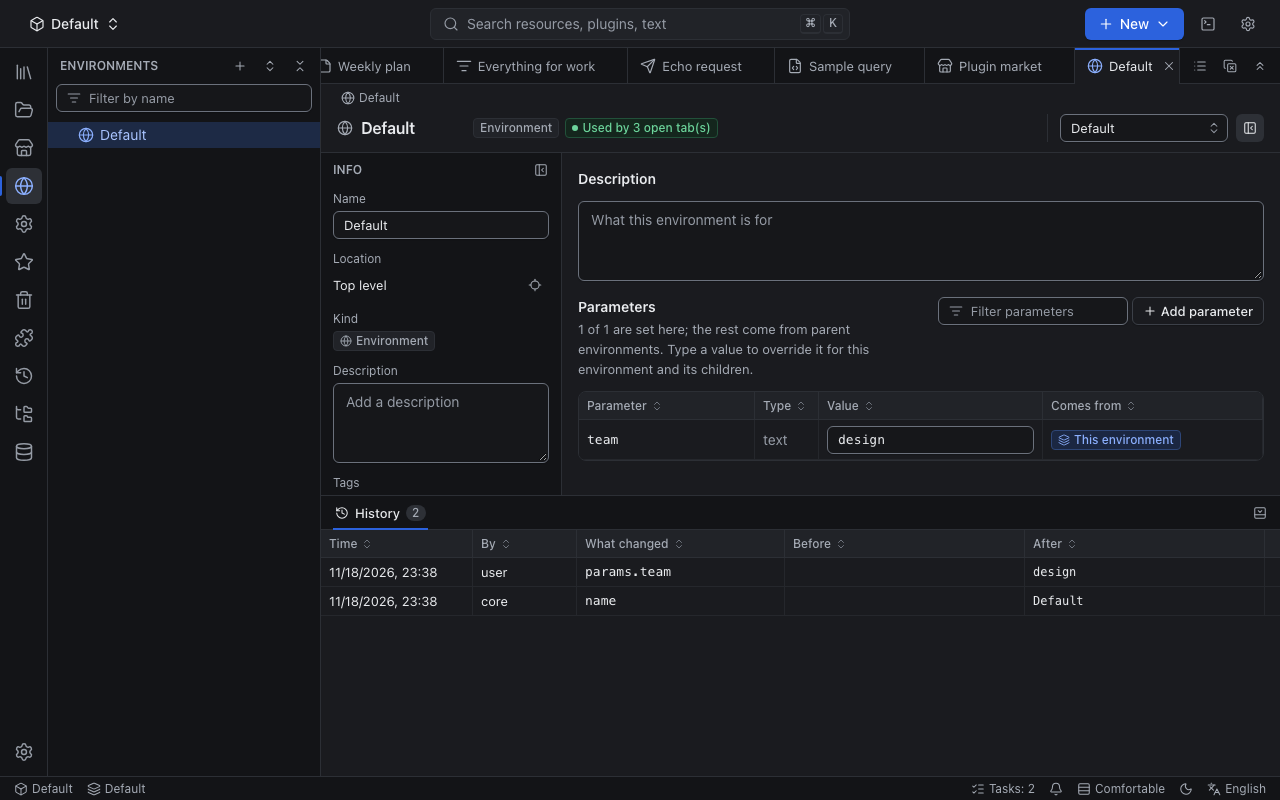 Default
Search resources, plugins, text
⌘ K
New
ENVIRONMENTS
Filter by name
Default
Weekly plan
Everything for work
Echo request
Sample query
Plugin market
Default
Default
Default
Environment
Used by 3 open tab(s)
Default
INFO
Name
Default
Location
Top level
Kind
Environment
Description
Add a description
Tags
Description
What this environment is for
Parameters
1 of 1 are set here; the rest come from parent
environments. Type a value to override it for this
environment and its children.
Filter parameters
Add parameter
Parameter Type Value Comes from
team text design This environment
History 2
Time By What changed Before After
11/18/2026, 23:38 user params.team design
11/18/2026, 23:38 core name Default
Default Default
Tasks: 2 Comfortable English